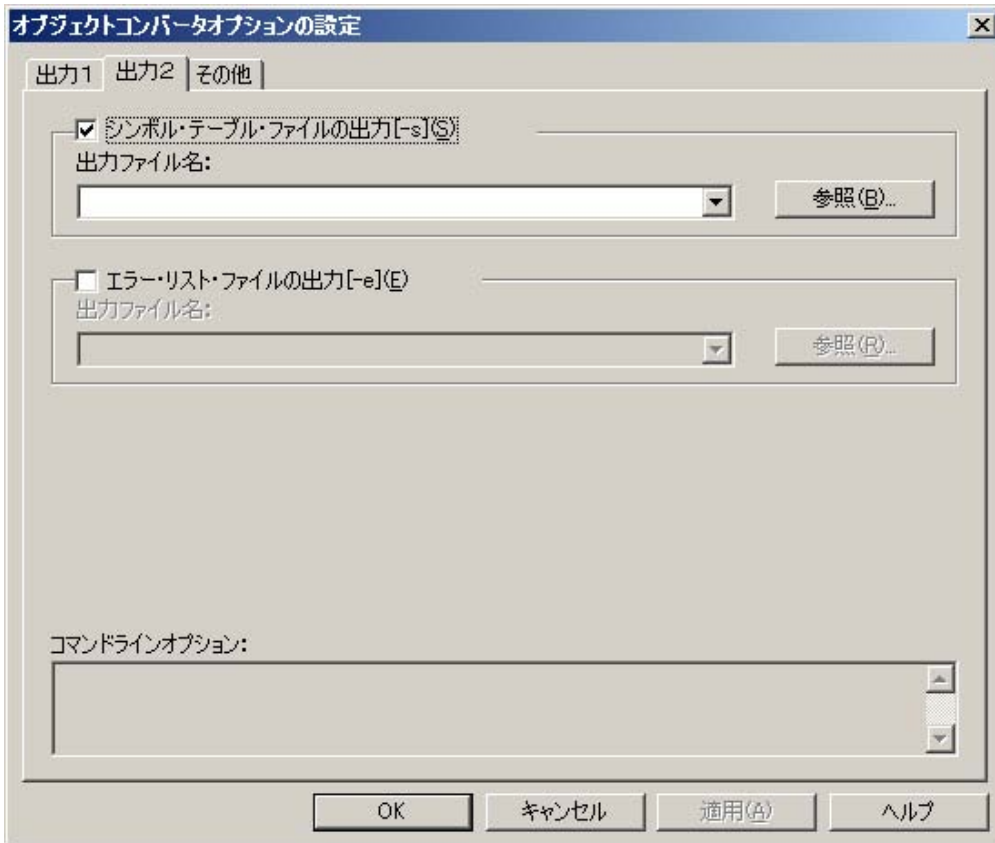 オブジェクトコンバータオプションの設定
出力1 出力2 その他
シンボル・テーブル・ファイルの出力[-s](S)
出力ファイル名:
参照(B)...
エラー・リスト・ファイルの出力[-e](E)
出力ファイル名:
参照(R)...
コマンドラインオプション:
OK キャンセル 適用(A) ヘルプ